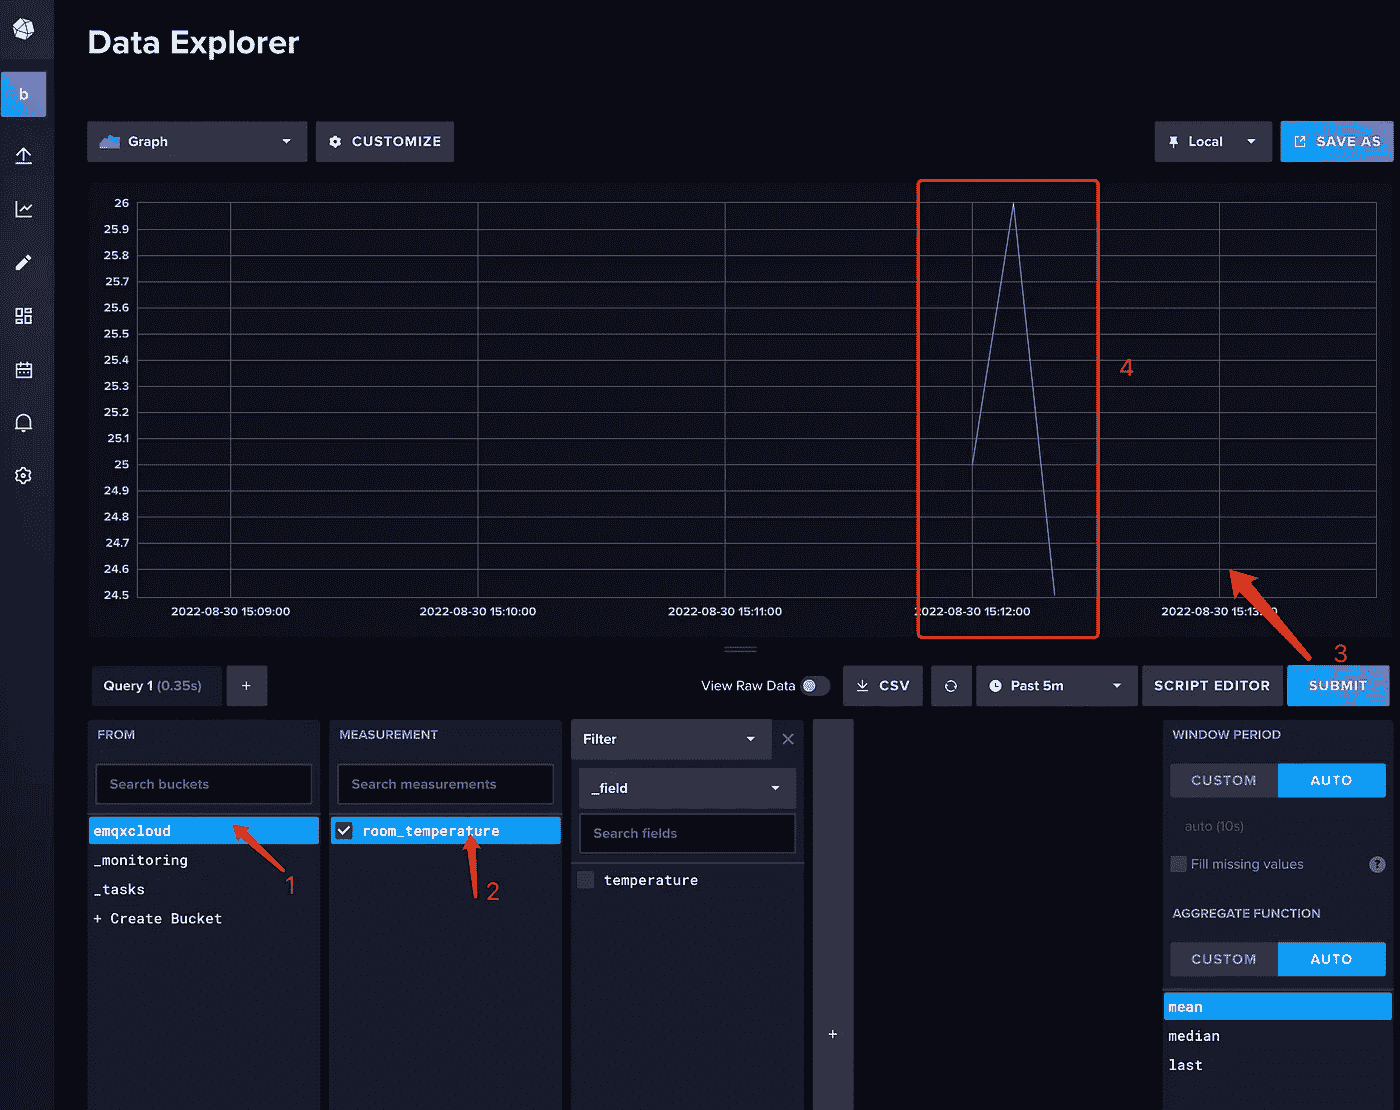 Data Explorer
b
Graph
CUSTOMIZE
Local
SAVE AS
26
25.9
25.8
25.7
25.6
25.5
25.4
25.3
25.2
25.1
25
24.9
24.8
24.7
24.6
24.5
4
2022-08-30 15:09:00
2022-08-30 15:10:00
2022-08-30 15:11:00
2022-08-30 15:12:00
2022-08-30 15:13:00
3
Query 1 (0.35s)
+
View Raw Data
CSV
Past 5m
SCRIPT EDITOR
SUBMIT
FROM
Search buckets
emqxcloud
_monitoring
_tasks
+ Create Bucket
1
MEASUREMENT
Search measurements
room_temperature
2
Filter
_field
Search fields
temperature
+
WINDOW PERIOD
CUSTOM
AUTO
auto (10s)
Fill missing values
?
AGGREGATE FUNCTION
CUSTOM
AUTO
mean
median
last